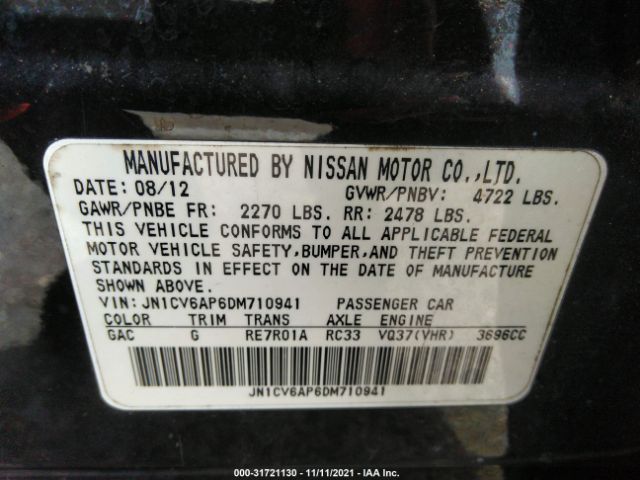 MANUFACTURED BY NISSAN MOTOR CO.,LTD.
DATE: 08/12 GVWR/PNBV: 4722 LBS.
GAWR/PNBE FR: 2270 LBS. RR: 2478 LBS.
THIS VEHICLE CONFORMS TO ALL APPLICABLE FEDERAL
MOTOR VEHICLE SAFETY,BUMPER,AND THEFT PREVENTION
STANDARDS IN EFFECT ON THE DATE OF MANUFACTURE
SHOWN ABOVE.
VIN: JN1CV6AP6DM710941 PASSENGER CAR
COLOR TRIM TRANS AXLE ENGINE
GAC G RE7R01A RC33 VQ37(VHR) 3696CC
JN1CV6AP6DM710941
000-31721130 - 11/11/2021 - IAA Inc.